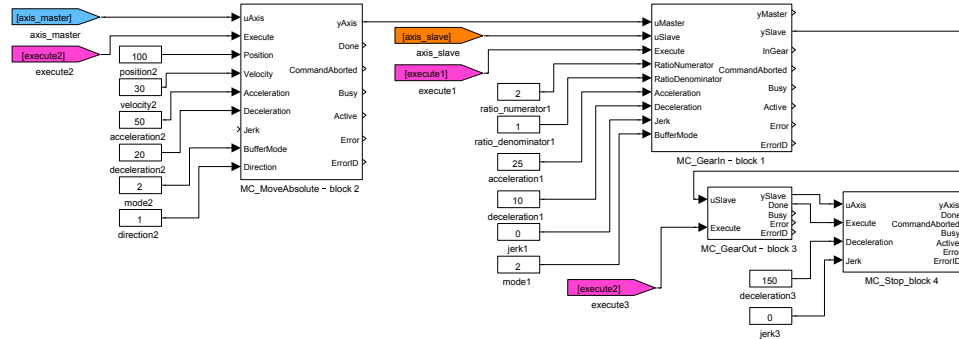 [axis_master]
axis_master
[execute2]
execute2
100
position2
30
velocity2
50
acceleration2
20
deceleration2
2
mode2
1
direction2
uAxis
Execute
Position
Velocity
Acceleration
Deceleration
Jerk
BufferMode
Direction
yAxis
Done
CommandAborted
Busy
Active
Error
ErrorID
MC_MoveAbsolute - block 2
[axis_slave]
axis_slave
[execute1]
execute1
2
ratio_numerator1
1
ratio_denominator1
25
acceleration1
10
deceleration1
0
jerk1
2
mode1
uMaster
uSlave
Execute
RatioNumerator
RatioDenominator
Acceleration
Deceleration
Jerk
BufferMode
yMaster
ySlave
InGear
CommandAborted
Busy
Active
Error
ErrorID
MC_GearIn - block 1
[execute2]
execute3
uSlave
Execute
ySlave
Done
Busy
Error
ErrorID
MC_GearOut - block 3
150
deceleration3
0
jerk3
uAxis
Execute
Deceleration
Jerk
yAxis
Done
CommandAborted
Busy
Active
Error
ErrorID
MC_Stop_block 4